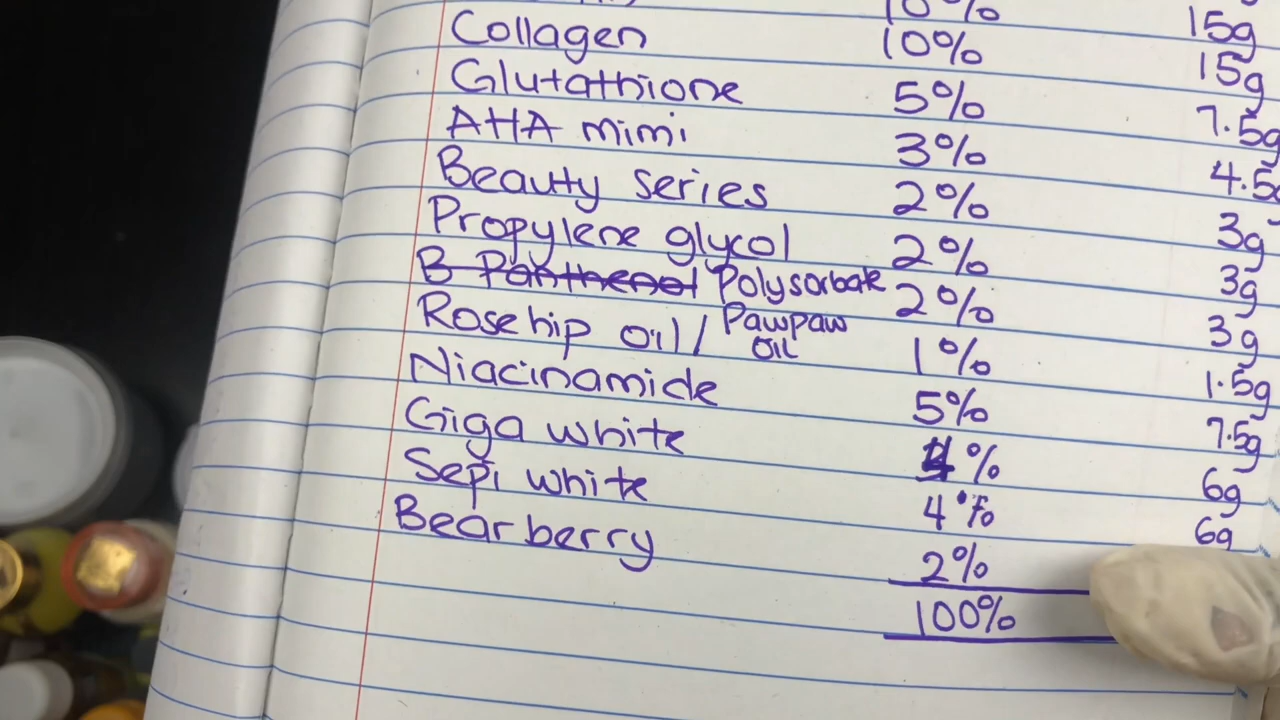 10% 15g
Collagen 10% 15g
Glutathione 5% 7.5g
AHA mimi 3% 4.5g
Beauty series 2% 3g
Propylene glycol 2% 3g
B Panthenol Polysorbate 2% 3g
Rosehip oil / Pawpaw oil 1% 1.5g
Niacinamide 5% 7.5g
Giga white 4% 6g
Sepi white 4% 6g
Bearberry 2%
100%